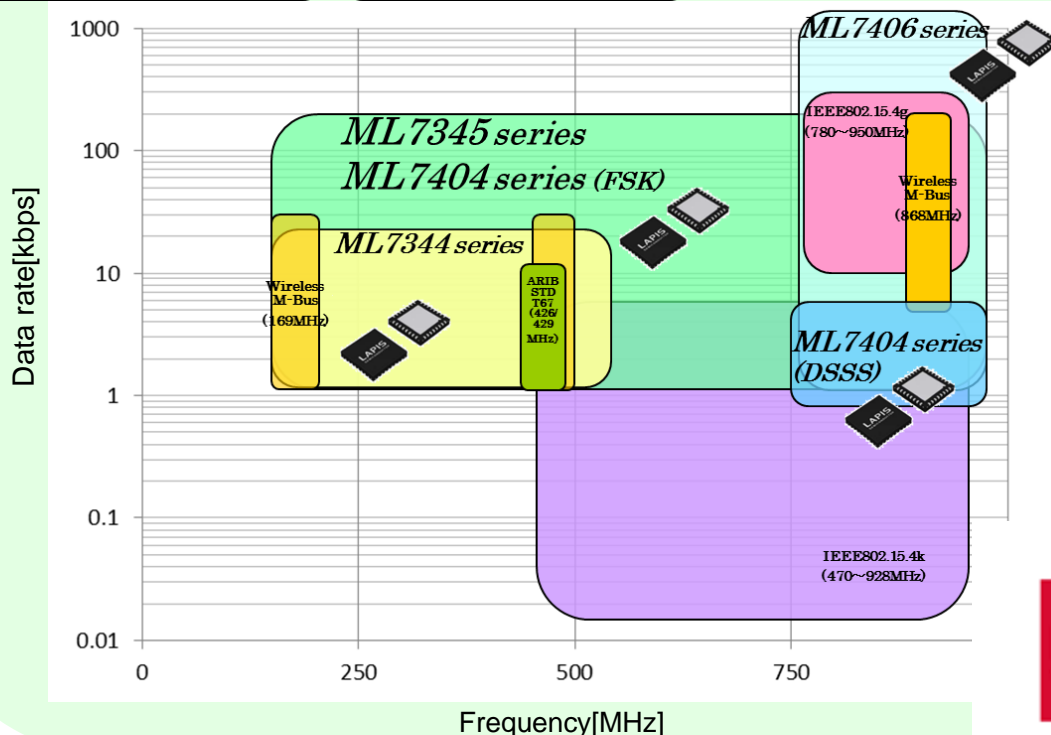 1000
100
10
1
0.1
0.01
0
250
500
750
Data rate[kbps]
Frequency[MHz]
ML7406 series
LAPIS
IEEE802.15.4g
(780～950MHz)
Wireless
M-Bus
(868MHz)
ML7345 series
ML7404 series (FSK)
LAPIS
ML7344 series
Wireless
M-Bus
(169MHz)
LAPIS
ARIB
STD
T67
(426/
429
MHz)
ML7404 series
(DSSS)
LAPIS
IEEE802.15.4k
(470～928MHz)